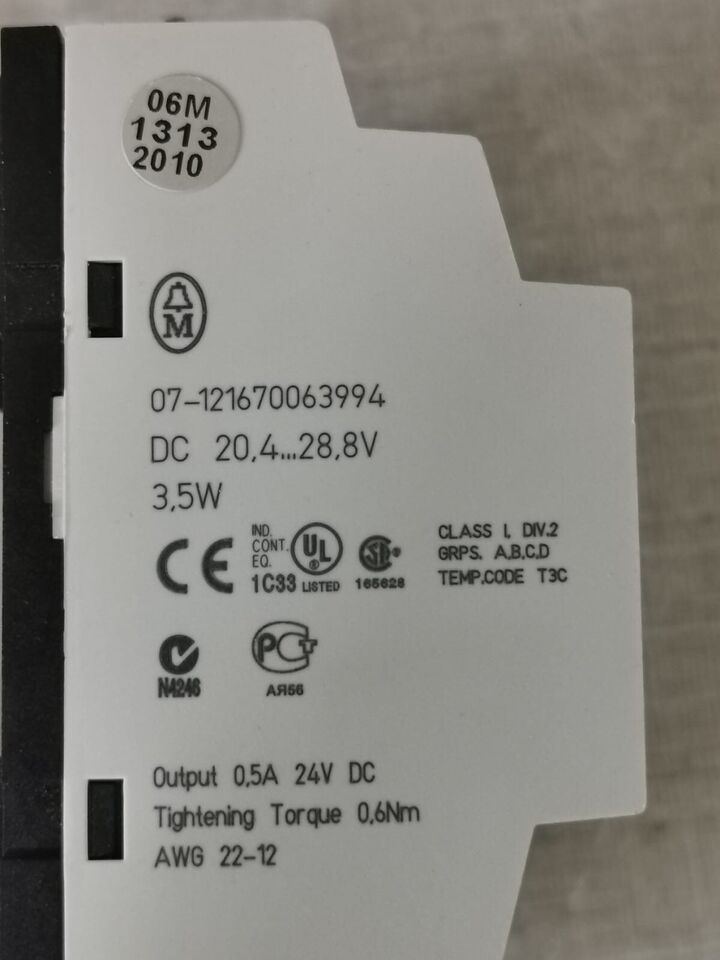 06M
1313
2010
M
07-121670063994
DC 20,4...28,8V
3,5W
CE
IND.
CONT.
EQ.
1C33
UL
®
LISTED
SA
®
165628
CLASS I, DIV.2
GRPS. A,B,C,D
TEMP.CODE T3C
N4246
РСТ
АЯ56
Output 0,5A 24V DC
Tightening Torque 0,6Nm
AWG 22-12